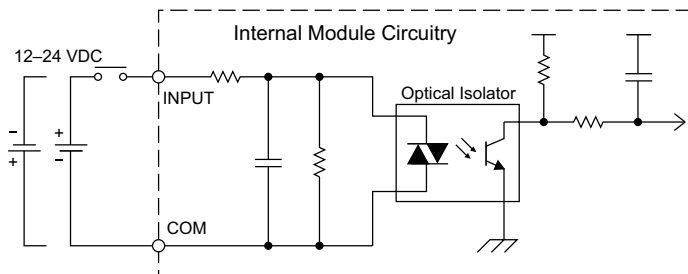 Internal Module Circuitry
12–24 VDC
INPUT
Optical Isolator
–
+
+
–
COM